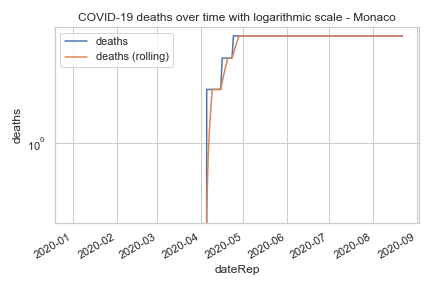 COVID-19 deaths over time with logarithmic scale - Monaco
deaths
deaths (rolling)
deaths
10⁰
2020-01
2020-02
2020-03
2020-04
2020-05
2020-06
2020-07
2020-08
2020-09
dateRep